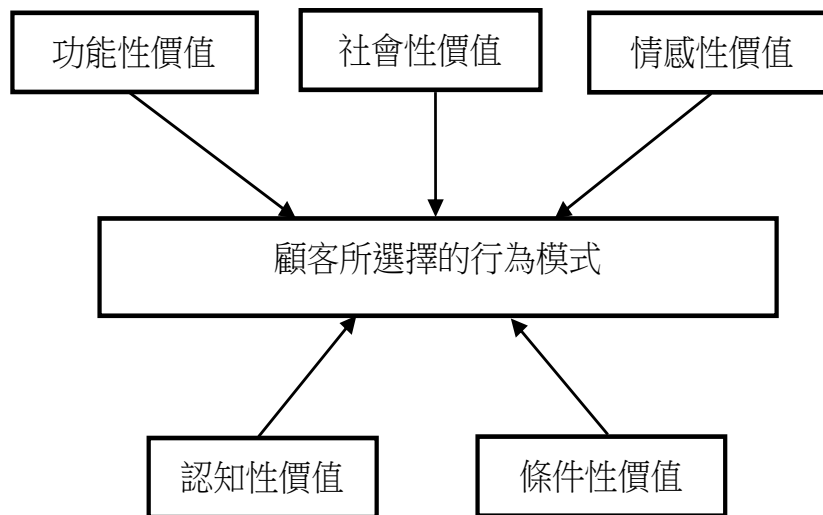 功能性價值
社會性價值
情感性價值
顧客所選擇的行為模式
認知性價值
條件性價值